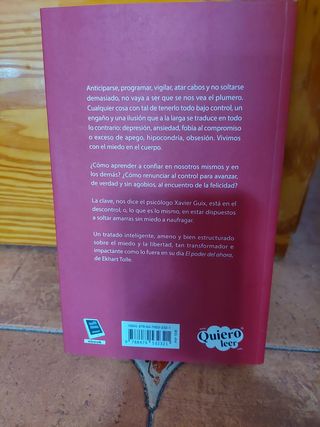 Anticiparse, programar, vigilar, atar cabos y no soltarse
demasiado, no vaya a ser que se nos vea el plumero.
Cualquier cosa con tal de tenerlo todo bajo control, un
engaño y una ilusión que a la larga se traduce en todo
lo contrario: depresión, ansiedad, fobia al compromiso
o exceso de apego, hipocondría, obsesión. Vivimos
con el miedo en el cuerpo.
¿Cómo aprender a confiar en nosotros mismos y en
los demás? ¿Cómo renunciar al control para avanzar,
de verdad y sin agobios, al encuentro de la felicidad?
La clave, nos dice el psicólogo Xavier Guix, está en el
descontrol, o, lo que es lo mismo, en estar dispuestos
a soltar amarras sin miedo a naufragar.
Un tratado inteligente, ameno y bien estructurado
sobre el miedo y la libertad, tan transformador e
impactante como lo fuera en su día El poder del ahora,
de Ekhart Tolle.
Quiero
leer